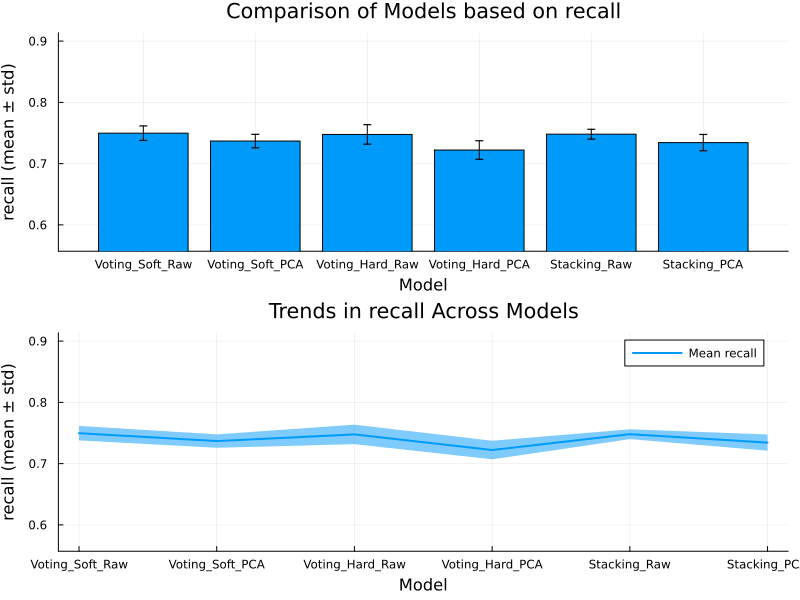 Comparison of Models based on recall
recall (mean ± std)
0.9
0.8
0.7
0.6
Voting_Soft_Raw Voting_Soft_PCA Voting_Hard_Raw Voting_Hard_PCA Stacking_Raw Stacking_PCA
Model
Trends in recall Across Models
recall (mean ± std)
0.9
Mean recall
0.8
0.7
0.6
Voting_Soft_Raw Voting_Soft_PCA Voting_Hard_Raw Voting_Hard_PCA Stacking_Raw Stacking_PC
Model